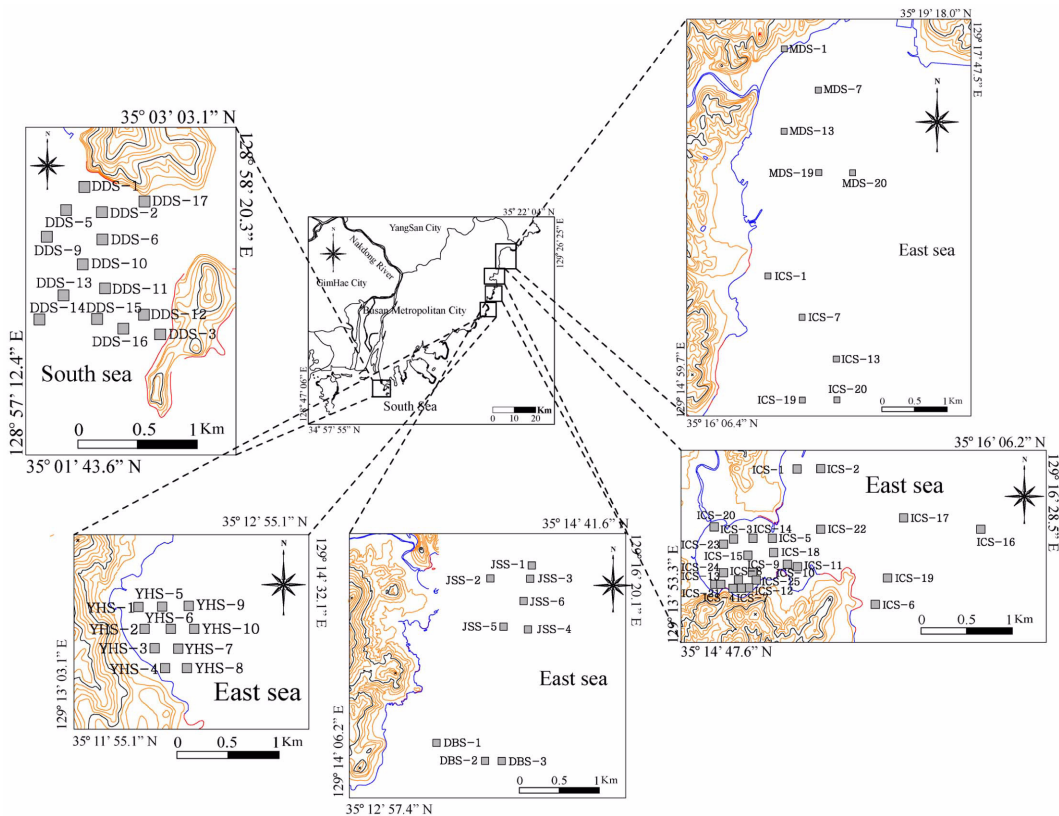 35° 03’ 03.1” N
128° 58’ 20.3” E
N
DDS-1
DDS-17
DDS-5
DDS-2
DDS-9
DDS-6
DDS-10
DDS-13
DDS-11
DDS-14
DDS-15
DDS-12
DDS-16
DDS-3
South sea
128° 57’ 12.4” E
0 0.5 1 Km
35° 01’ 43.6” N
35° 22’ 04” N
129° 26’ 25” E
N
YangSan City
Nakdong River
GimHae City
Busan Metropolitan City
South Sea
0 10 20 Km
128° 47’ 06” E
34° 57’ 55” N
35° 19’ 18.0” N
129° 17’ 47.5” E
N
MDS-1
MDS-7
MDS-13
MDS-19
MDS-20
East sea
ICS-1
ICS-7
ICS-13
ICS-19
ICS-20
0 0.5 1 Km
129° 14’ 59.7” E
35° 16’ 06.4” N
35° 16’ 06.2” N
129° 16’ 28.5” E
N
ICS-1
ICS-2
East sea
ICS-20
ICS-3
ICS-14
ICS-5
ICS-22
ICS-17
ICS-16
ICS-23
ICS-15
ICS-18
ICS-24
ICS-9
ICS-11
ICS-13
ICS-8
ICS-10
ICS-25
ICS-19
ICS-4
ICS-7
ICS-12
ICS-6
0 0.5 1 Km
129° 13’ 53.3” E
35° 14’ 47.6” N
35° 12’ 55.1” N
129° 14’ 32.1” E
N
YHS-5
YHS-1
YHS-9
YHS-6
YHS-2
YHS-10
YHS-3
YHS-7
YHS-4
YHS-8
East sea
129° 13’ 03.1” E
35° 11’ 55.1” N
0 0.5 1 Km
35° 14’ 41.6” N
129° 16’ 20.1” E
N
JSS-1
JSS-2
JSS-3
JSS-6
JSS-5
JSS-4
East sea
DBS-1
DBS-2
DBS-3
0 0.5 1 Km
129° 14’ 06.2” E
35° 12’ 57.4” N